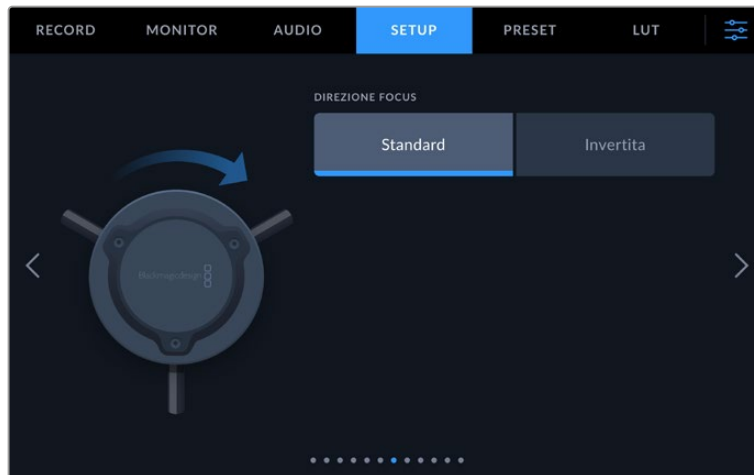 RECORD MONITOR AUDIO SETUP PRESET LUT
DIREZIONE FOCUS
Standard Invertita
Blackmagicdesign